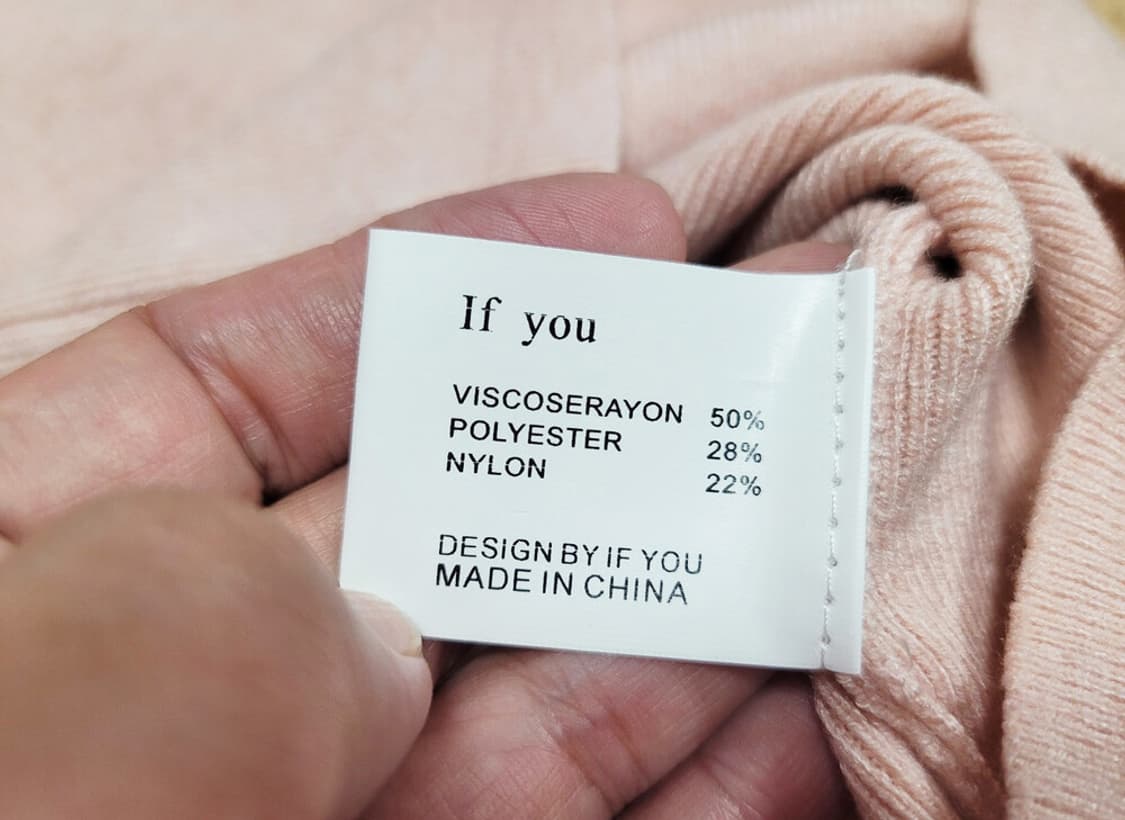 If you
VISCOSERAYON 50%
POLYESTER 28%
NYLON 22%
DESIGN BY IF YOU
MADE IN CHINA